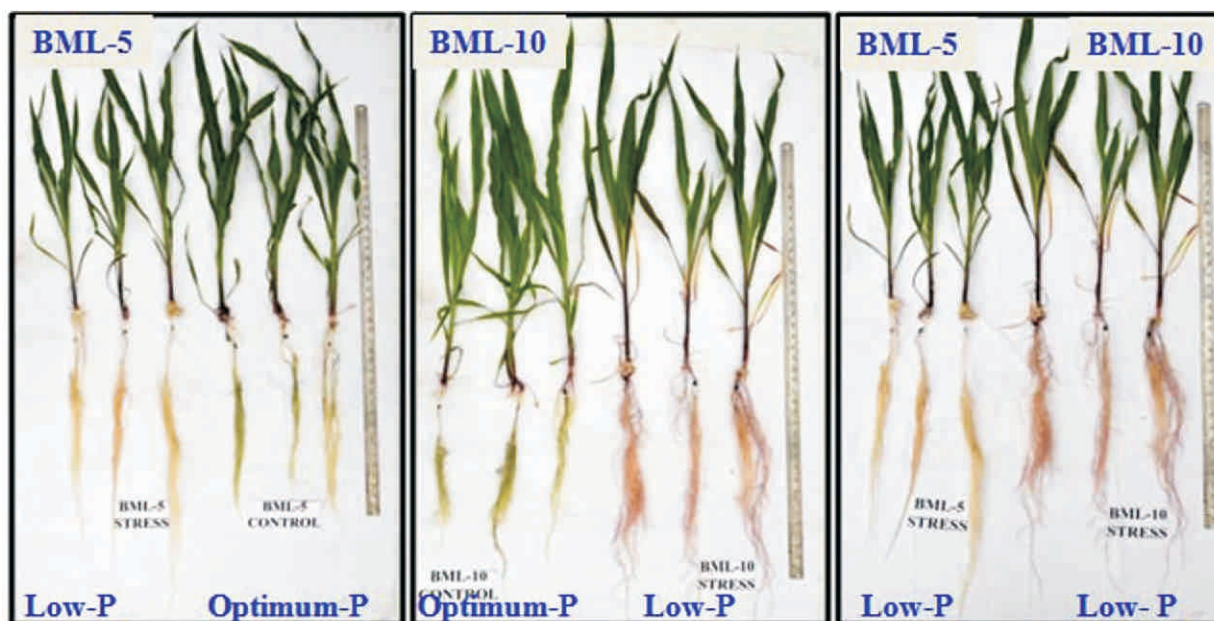 BML-5
BML-5
STRESS
BML-5
CONTROL
Low-P
Optimum-P
BML-10
BML-10
CONTROL
BML-10
STRESS
Optimum-P
Low-P
BML-5
BML-10
BML-5
STRESS
BML-10
STRESS
Low-P
Low- P